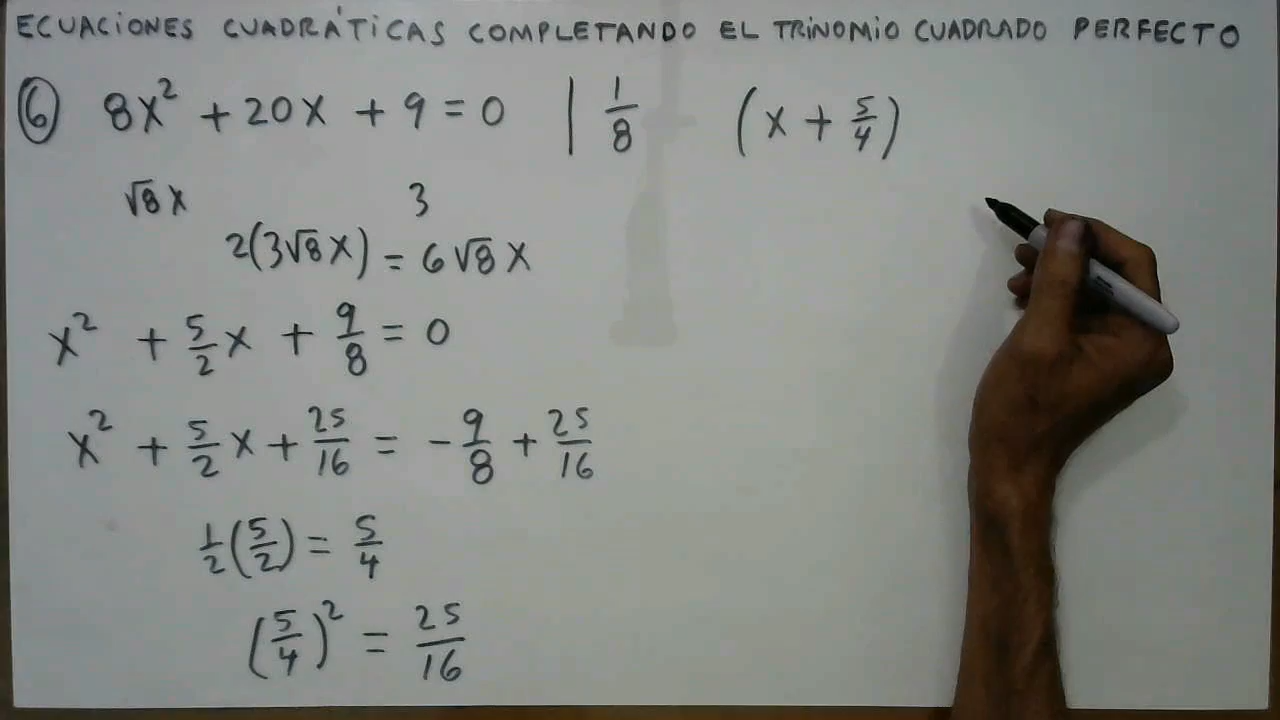 ECUACIONES CUADRÁTICAS COMPLETANDO EL TRINOMIO CUADRADO PERFECTO
⑥ 8x² + 20x + 9 = 0 | 1/8 (x + 5/4)
√8 x 3
2(3√8 x) = 6√8 x
x² + 5/2 x + 9/8 = 0
x² + 5/2 x + 25/16 = - 9/8 + 25/16
1/2 (5/2) = 5/4
(5/4)² = 25/16